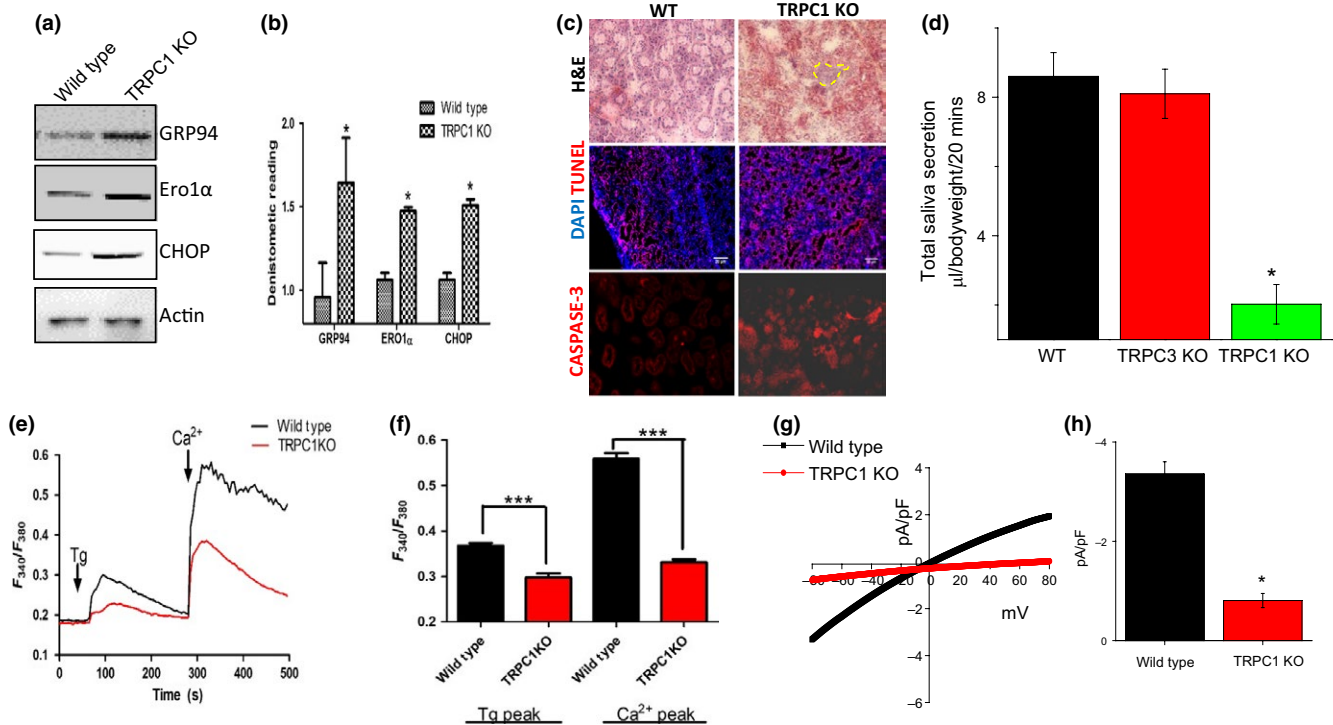 (a)
Wild type
TRPC1 KO
GRP94
Ero1α
CHOP
Actin
(b)
Wild type
TRPC1 KO
Denistometric reading
2.0
1.5
1.0
*
*
*
GRP94 ERO1α CHOP
(c)
WT TRPC1 KO
H&E
DAPI TUNEL
CASPASE-3
(d)
Total saliva secretion
µl/bodyweight/20 mins
8
4
*
WT TRPC3 KO TRPC1 KO
(e)
Wild type
TRPC1KO
Ca2+
Tg
F340/F380
0.6
0.5
0.4
0.3
0.2
0.1
0 100 200 300 400 500
Time (s)
(f)
F340/F380
0.6
0.5
0.4
0.3
0.2
***
***
Wild type
TRPC1KO
Wild type
TRPC1KO
Tg peak Ca2+ peak
(g)
Wild type
TRPC1 KO
pA/pF
4
2
−2
−4
−6
−60 −40 −20 0 20 40 60 80
mV
(h)
pA/pF
−4
−2
0
*
Wild type TRPC1 KO